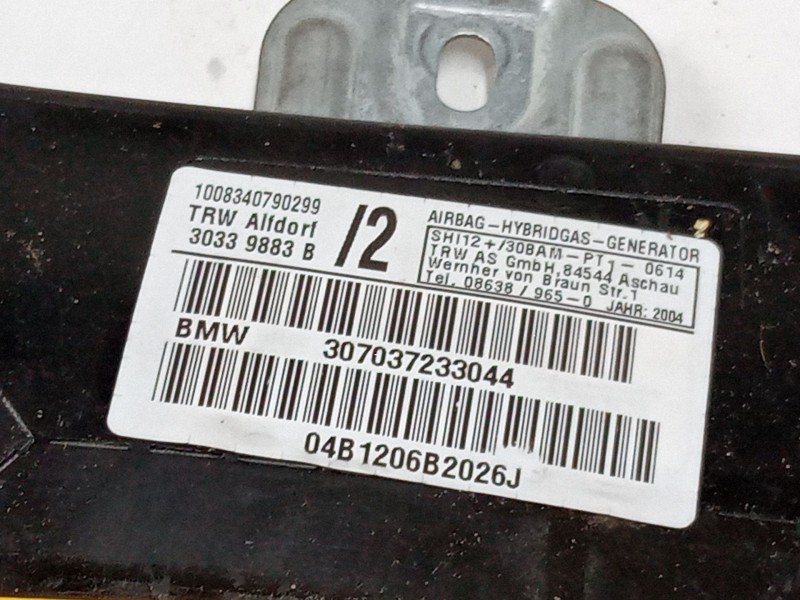 1008340790299
TRW Alfdorf
3033 9883 B
/2
AIRBAG-HYBRIDGAS-GENERATOR
SHI12+/30BAM-PT1- 0614
TRW AS GmbH, 84544 Aschau
Wernher von Braun Str.1
Tel. 08638 / 965-0 JAHR: 2004
BMW 307037233044
04B1206B2026J